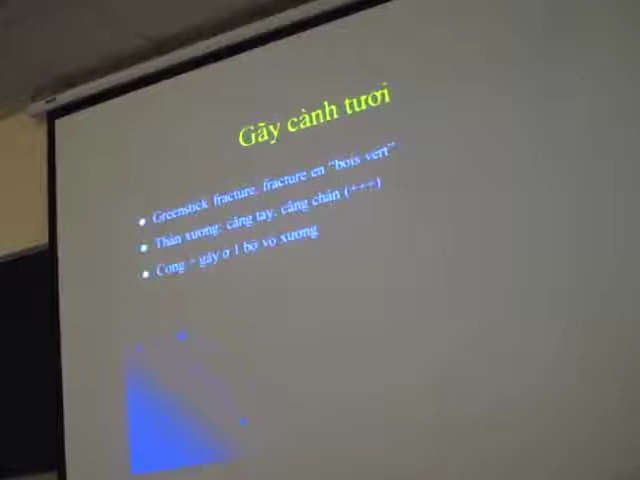 Gãy cành tươi
Greenstick fracture, fracture en "bois vert"
Thân xương: cẳng tay, cẳng chân (+++)
Cong + gãy ở 1 bờ vỏ xương